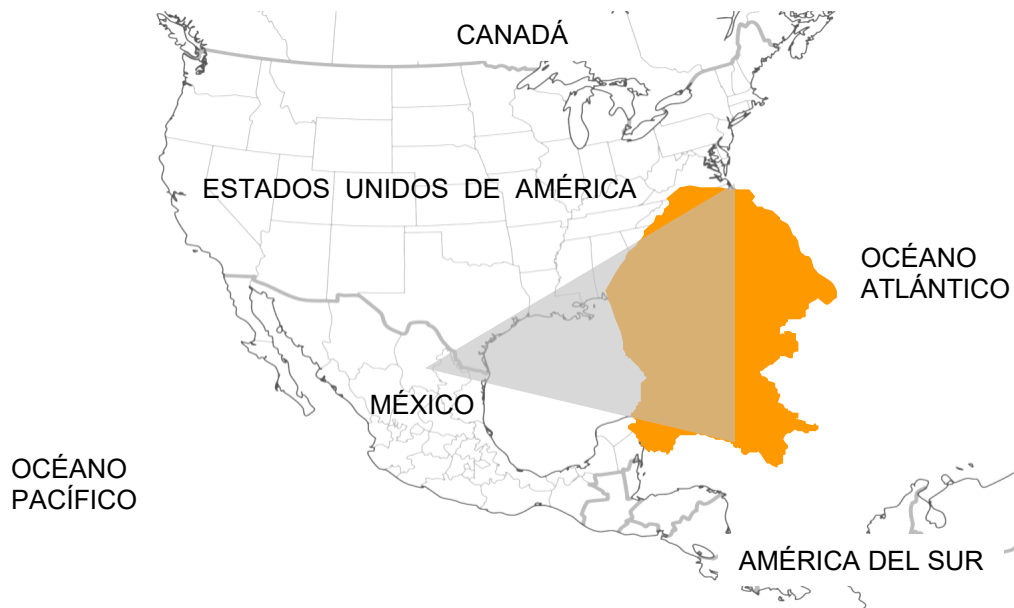 CANADÁ
ESTADOS UNIDOS DE AMÉRICA
OCÉANO
ATLÁNTICO
MÉXICO
OCÉANO
PACÍFICO
AMÉRICA DEL SUR